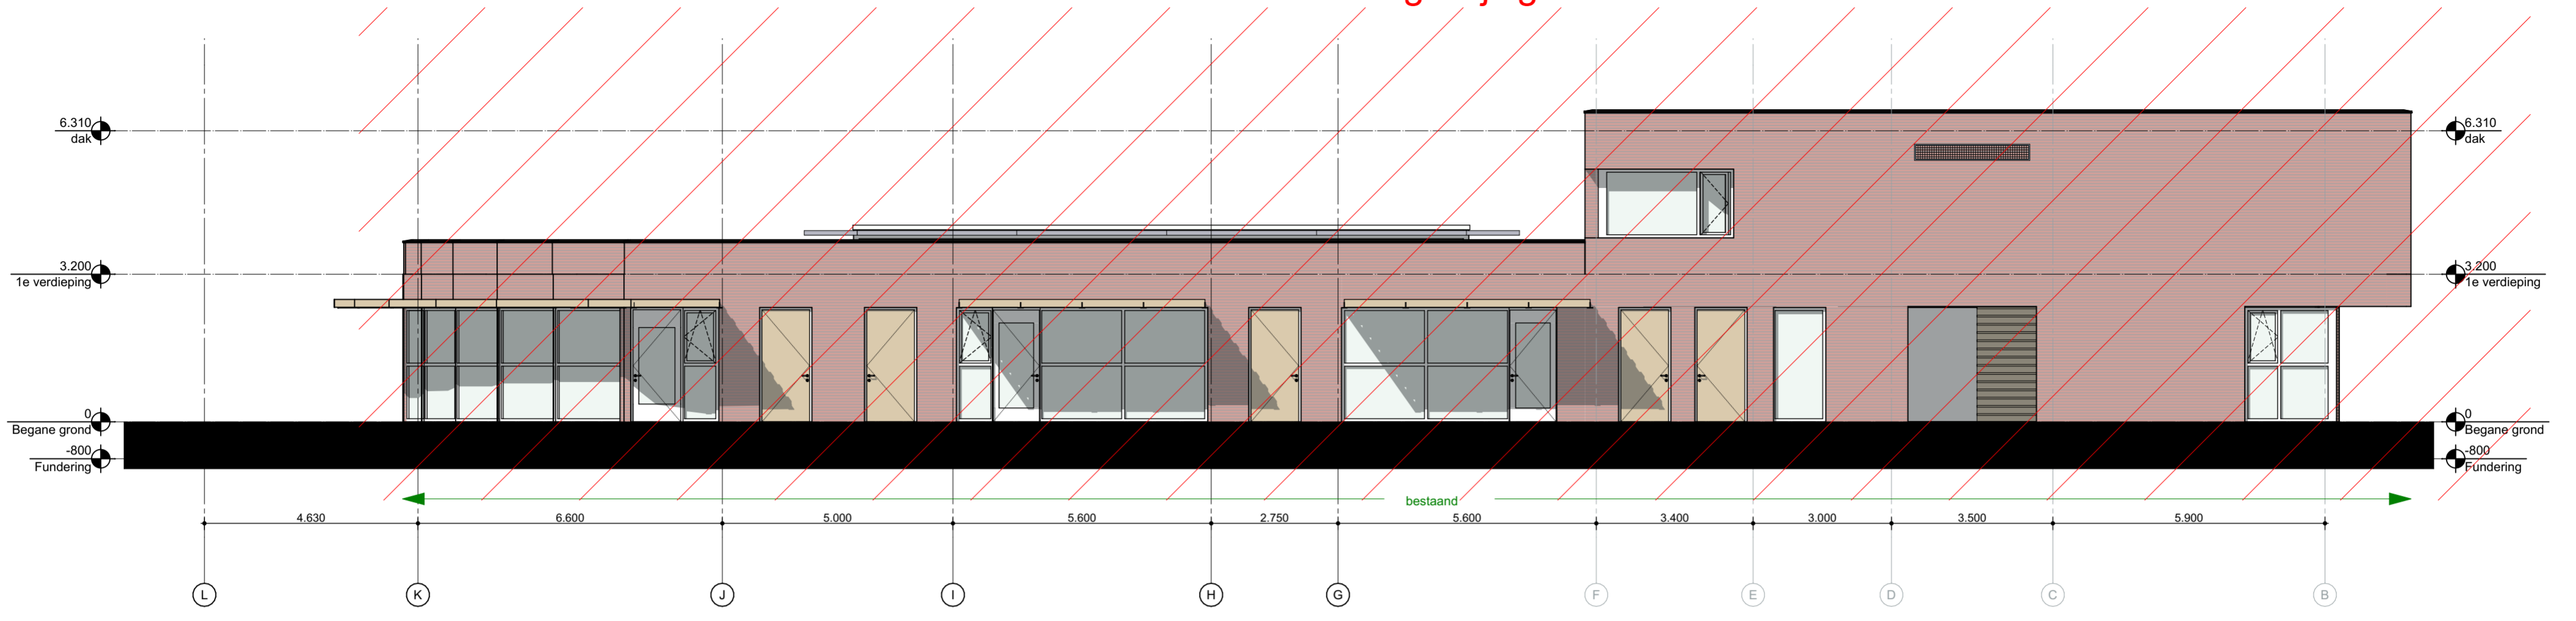 6.310
dak
6.310
dak
3.200
1e verdieping
3.200
1e verdieping
0
Begane grond
0
Begane grond
-800
Fundering
-800
Fundering
bestaand
4.630 6.600 5.000 5.600 2.750 5.600 3.400 3.000 3.500 5.900
L K J I H G F E D C B